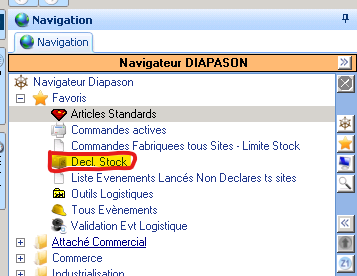 Navigation
Navigation
Navigateur DIAPASON
Navigateur Diapason
Favoris
Articles Standards
Commandes actives
Commandes Fabriquees tous Sites - Limite Stock
Decl. Stock
Liste Evenements Lancés Non Declares ts sites
Outils Logistiques
Tous Evènements
Validation Evt Logistique
Attaché Commercial
Commerce
Industrialisation